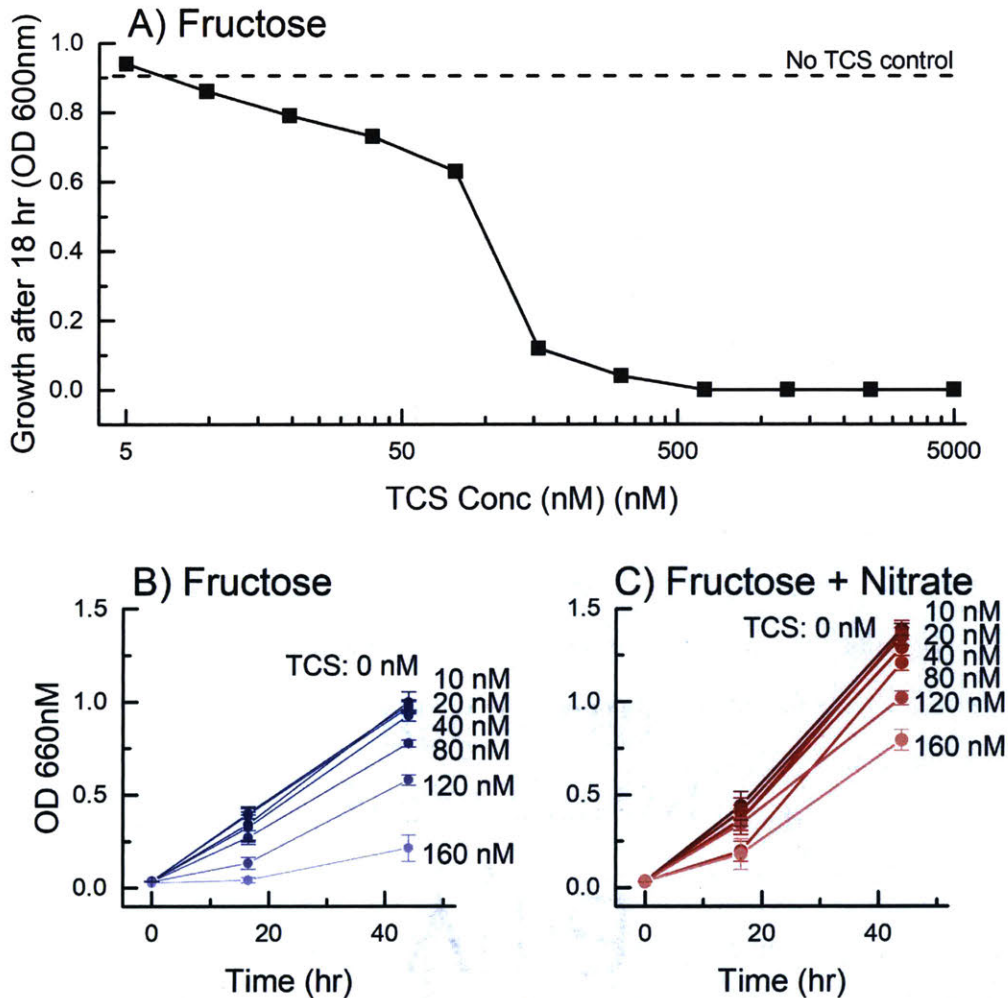 A) Fructose
No TCS control
Growth after 18 hr (OD 600nm)
1.0
0.8
0.6
0.4
0.2
0.0
5
50
500
5000
TCS Conc (nM) (nM)
B) Fructose
OD 660nM
1.5
1.0
0.5
0.0
TCS: 0 nM
10 nM
20 nM
40 nM
80 nM
120 nM
160 nM
0
20
40
Time (hr)
C) Fructose + Nitrate
1.5
1.0
0.5
0.0
TCS: 0 nM
10 nM
20 nM
40 nM
80 nM
120 nM
160 nM
0
20
40
Time (hr)